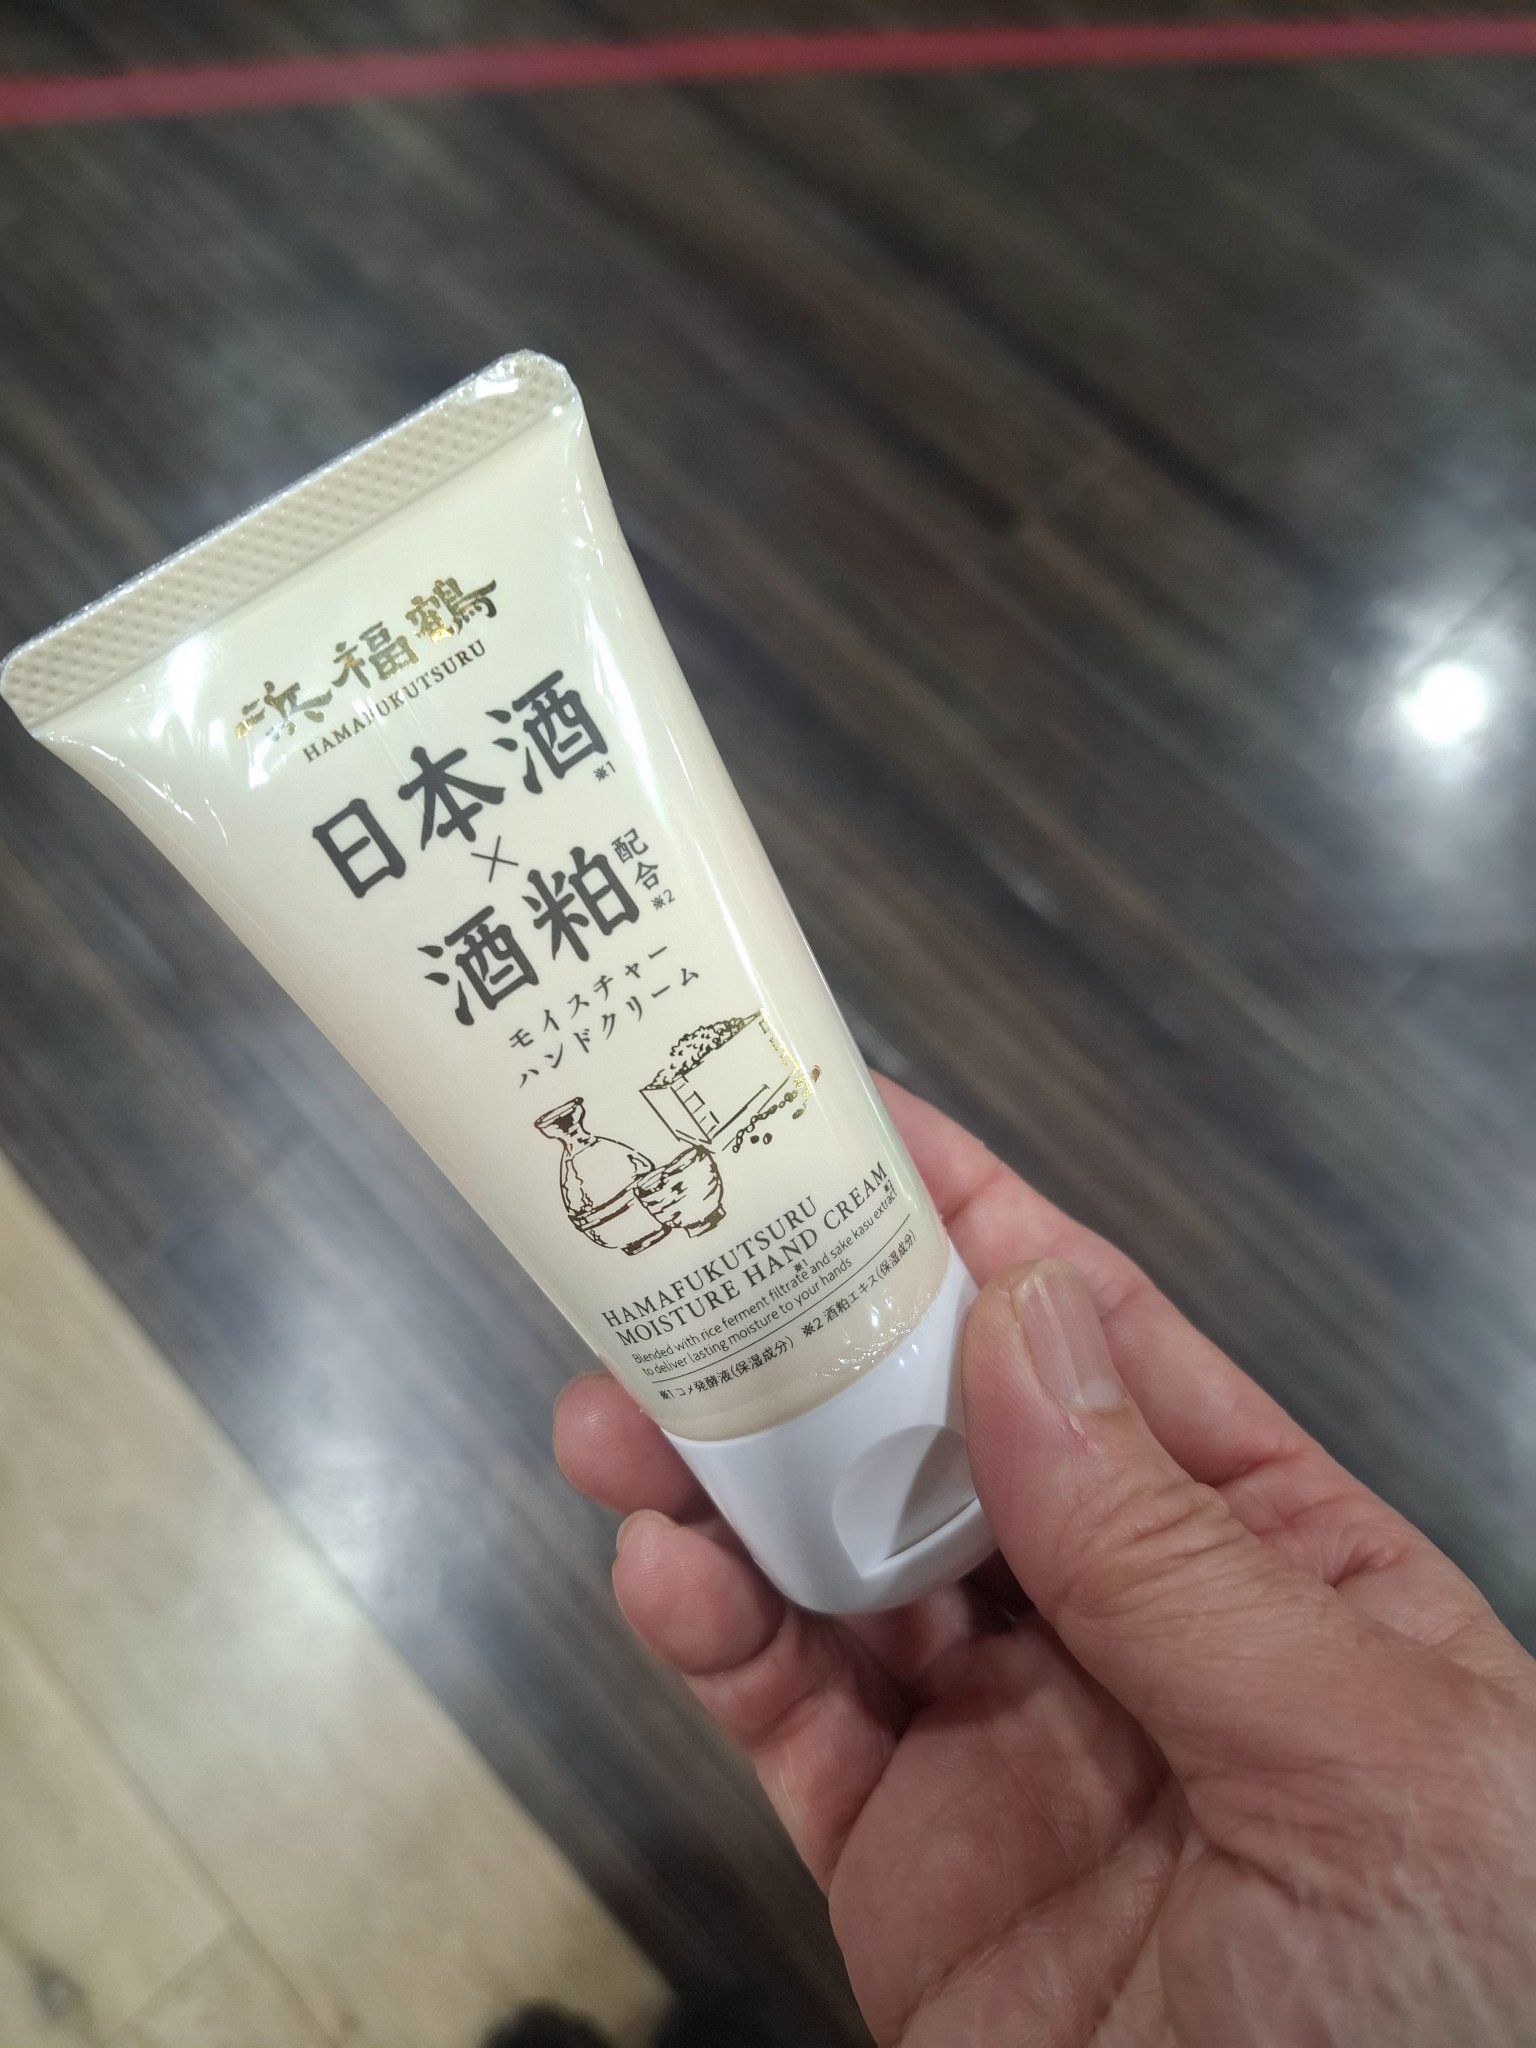 浜福鶴
HAMAFUKUTSURU
日本酒※1
×
酒粕配合※2
モイスチャー
ハンドクリーム
HAMAFUKUTSURU
MOISTURE HAND CREAM
Blended with rice ferment filtrate※1 and sake kasu extract※2
to deliver lasting moisture to your hands
※1 コメ発酵液(保湿成分) ※2 酒粕エキス(保湿成分)